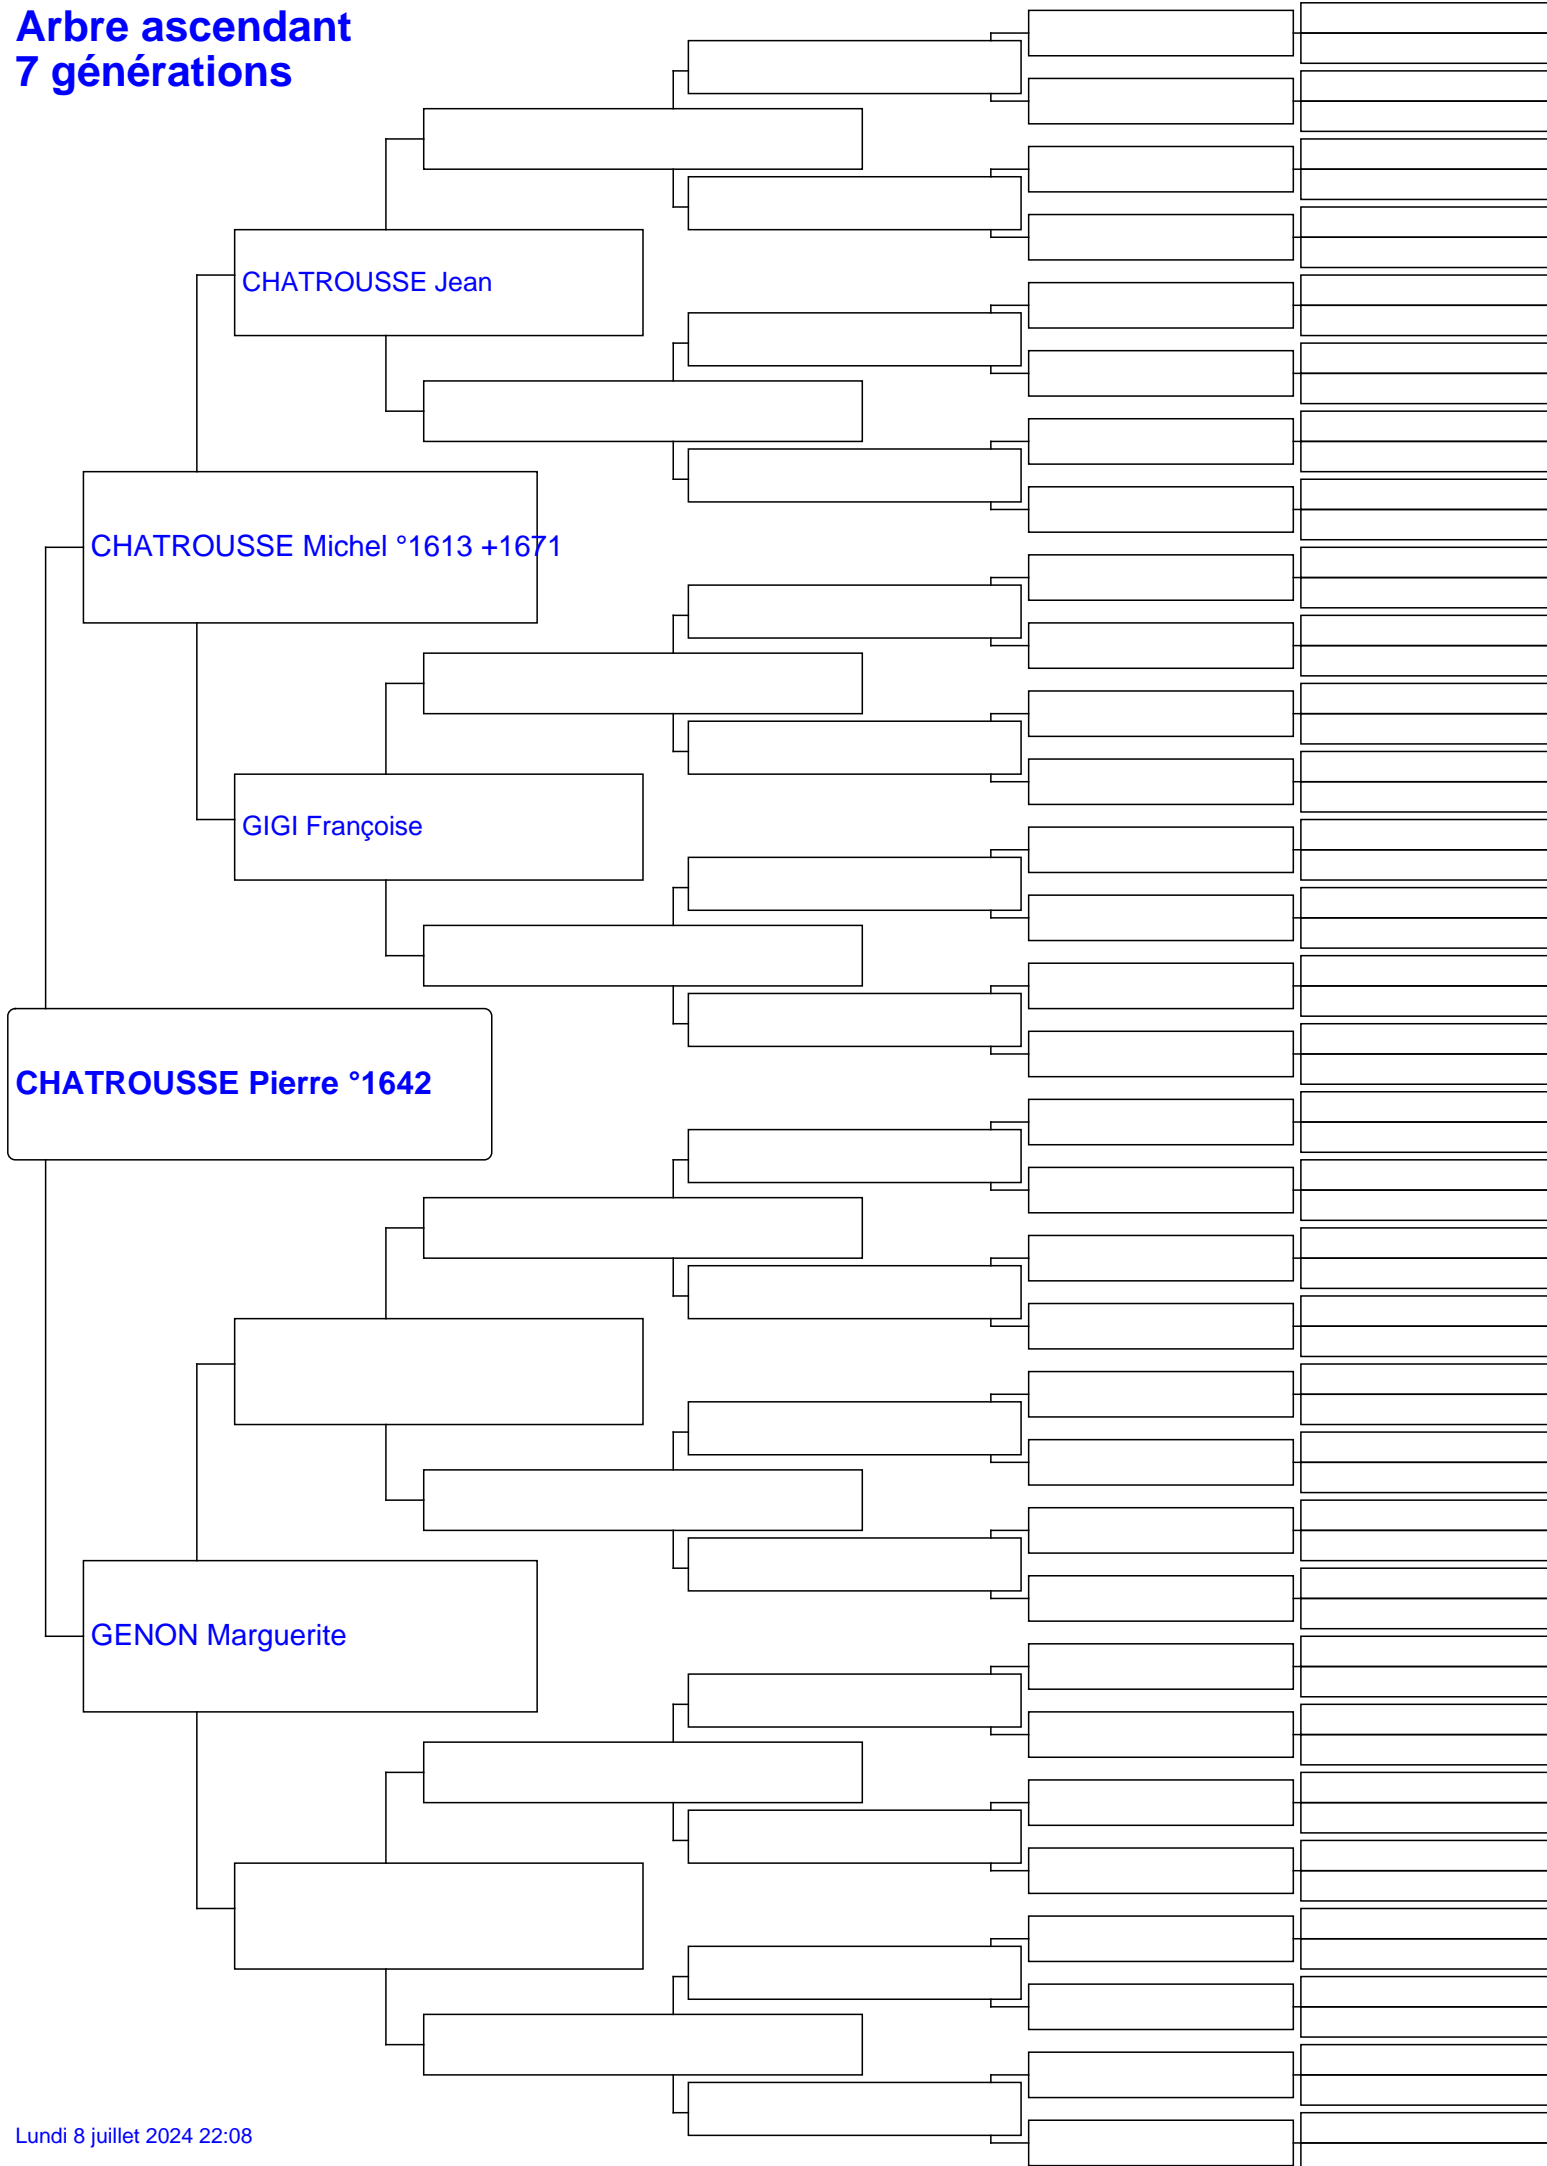 Arbre ascendant
7 générations
CHATROUSSE Jean
CHATROUSSE Michel °1613 +1671
GIGI Françoise
CHATROUSSE Pierre °1642
GENON Marguerite
Lundi 8 juillet 2024 22:08